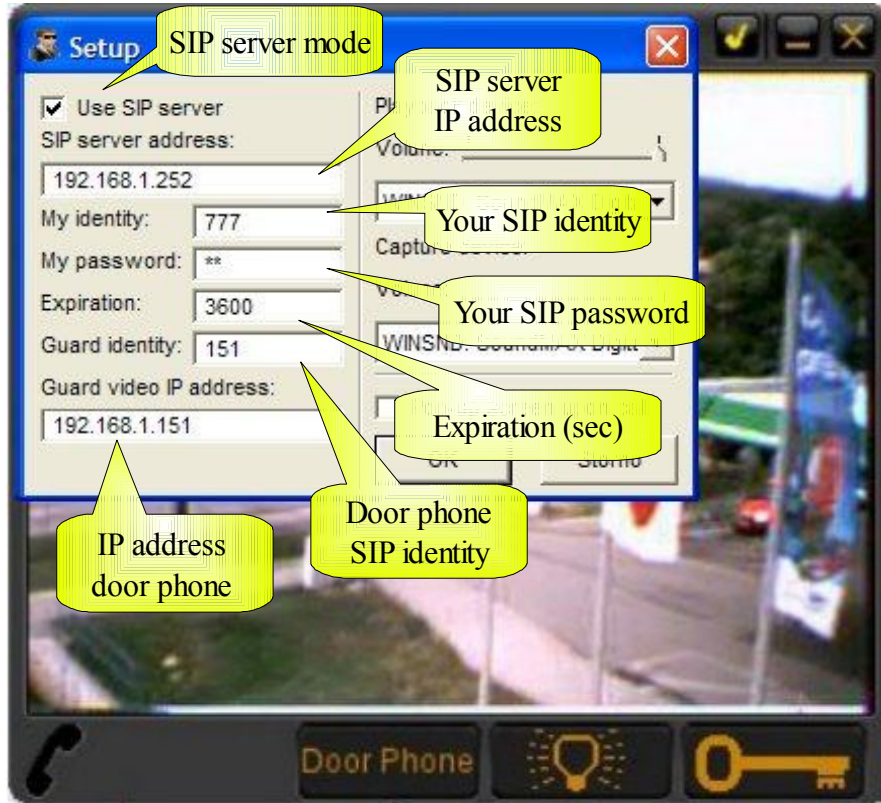 Setup
SIP server mode
Use SIP server
SIP server address:
192.168.1.252
My identity: 777
My password: **
Expiration: 3600
Guard identity: 151
Guard video IP address:
192.168.1.151
SIP server
IP address
Volume:
Your SIP identity
Capture
Your SIP password
WINSND:
Expiration (sec)
OK
Storno
IP address
door phone
Door phone
SIP identity
Door Phone